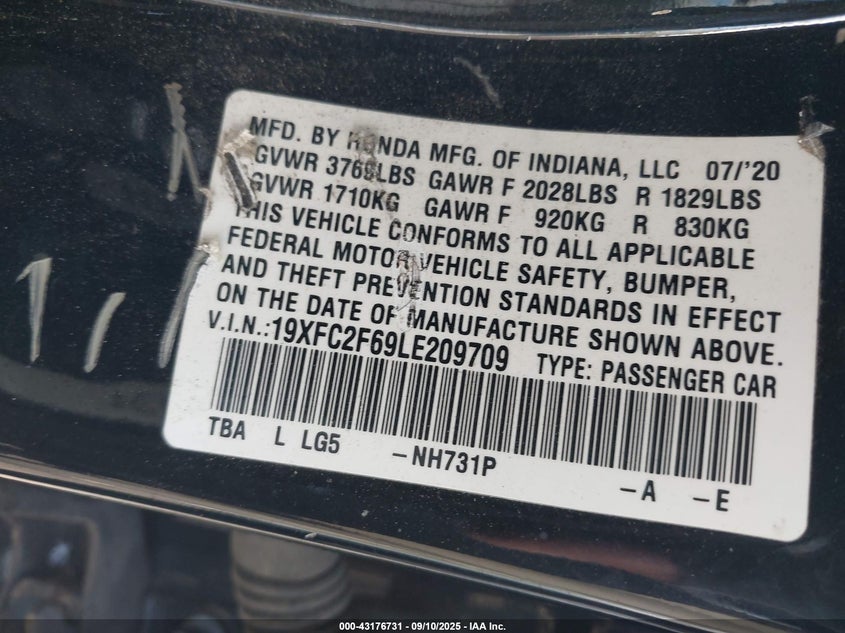 MFD. BY HONDA MFG. OF INDIANA, LLC 07/'20
GVWR 3769LBS GAWR F 2028LBS R 1829LBS
GVWR 1710KG GAWR F 920KG R 830KG
THIS VEHICLE CONFORMS TO ALL APPLICABLE
FEDERAL MOTOR VEHICLE SAFETY, BUMPER,
AND THEFT PREVENTION STANDARDS IN EFFECT
ON THE DATE OF MANUFACTURE SHOWN ABOVE.
V.I.N.:19XFC2F69LE209709 TYPE: PASSENGER CAR
TBA L LG5 -NH731P -A -E
000-43176731 - 09/10/2025 - IAA Inc.